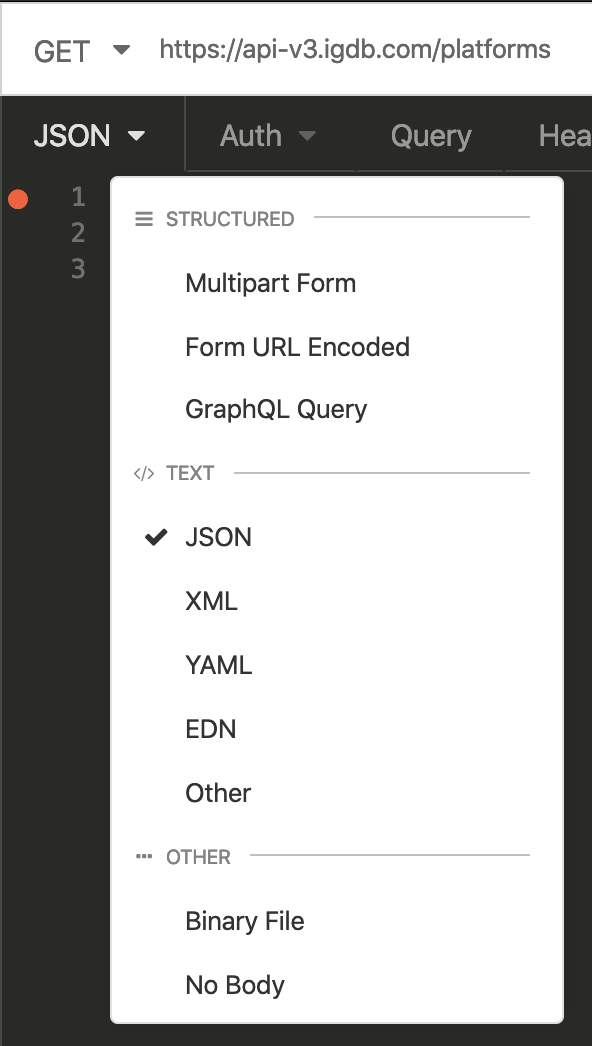 GET https://api-v3.igdb.com/platforms
JSON Auth Query Hea
1
2
3
STRUCTURED
Multipart Form
Form URL Encoded
GraphQL Query
</> TEXT
JSON
XML
YAML
EDN
Other
OTHER
Binary File
No Body